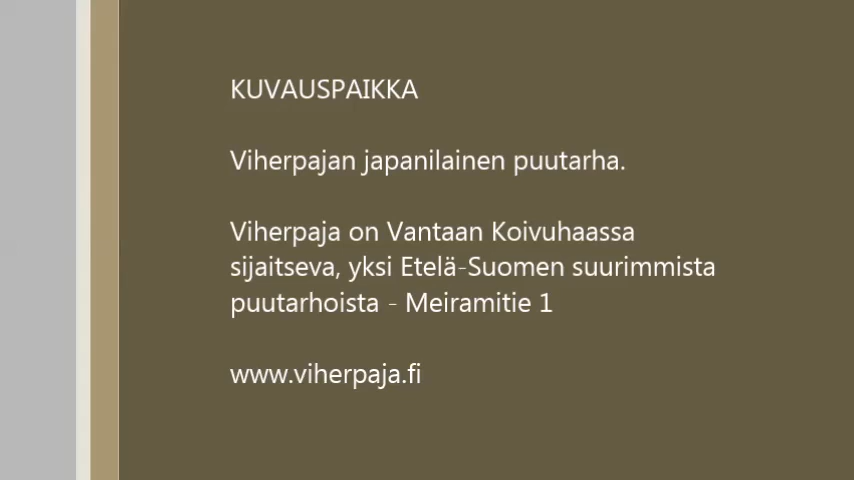 KUVAUSPAIKKA
Viherpajan japanilainen puutarha.
Viherpaja on Vantaan Koivuhaassa
sijaitseva, yksi Etelä-Suomen suurimmista
puutarhoista - Meiramitie 1
www.viherpaja.fi